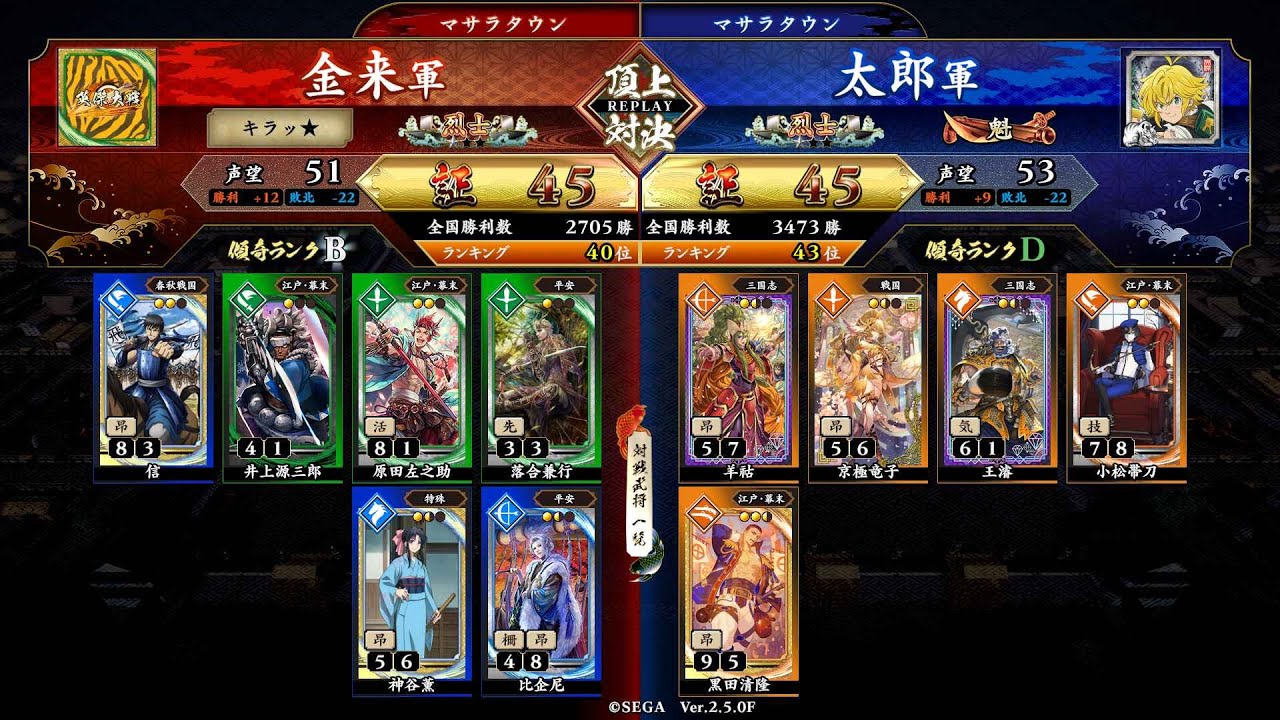 マサラタウン
マサラタウン
英傑大戦
金来軍
頂上
REPLAY
対決
太郎軍
キラッ★
烈士
烈士
魁
声望 51
勝利 +12 敗北 -22
証 45
証 45
声望 53
勝利 +9 敗北 -22
全国勝利数 2705勝
全国勝利数 3473勝
傾奇ランクB
ランキング 40位
ランキング 43位
傾奇ランクD
春秋戦国
昂
8 3
信
江戸・幕末
4 1
井上源三郎
江戸・幕末
活
8 1
原田左之助
平安
先
3 3
落合兼行
三国志
昂
5 7
羊祜
戦国
昂
5 6
京極竜子
三国志
気
6 1
王濬
江戸・幕末
技
7 8
小松帯刀
対戦武将一覧
特殊
昂
5 6
神谷薫
平安
柵 昂
4 8
比企尼
江戸・幕末
昂
9 5
黒田清隆
©SEGA Ver.2.5.0F